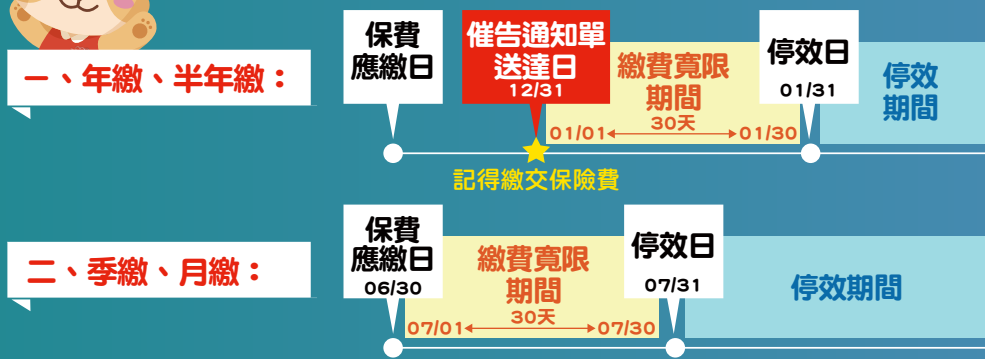 一、年繳、半年繳：
保費
應繳日
催告通知單
送達日
12/31
繳費寬限
期間
30天
01/01
01/30
停效日
01/31
停效
期間
記得繳交保險費
二、季繳、月繳：
保費
應繳日
06/30
繳費寬限
期間
30天
07/01
07/30
停效日
07/31
停效期間